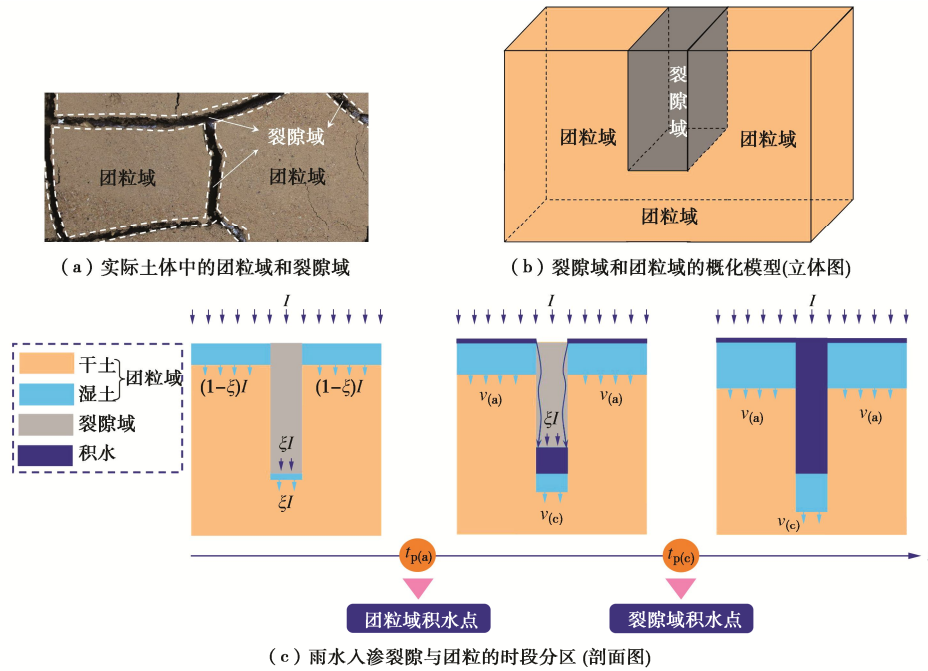 裂隙域
团粒域
团粒域
(a)实际土体中的团粒域和裂隙域
裂隙域
团粒域
团粒域
团粒域
(b)裂隙域和团粒域的概化模型(立体图)
干土
湿土
团粒域
裂隙域
积水
I
(1−ξ)I
(1−ξ)I
ξI
ξI
I
v(a)
v(a)
ξI
v(c)
I
v(a)
v(a)
v(c)
tp(a)
tp(c)
团粒域积水点
裂隙域积水点
(c)雨水入渗裂隙与团粒的时段分区(剖面图)